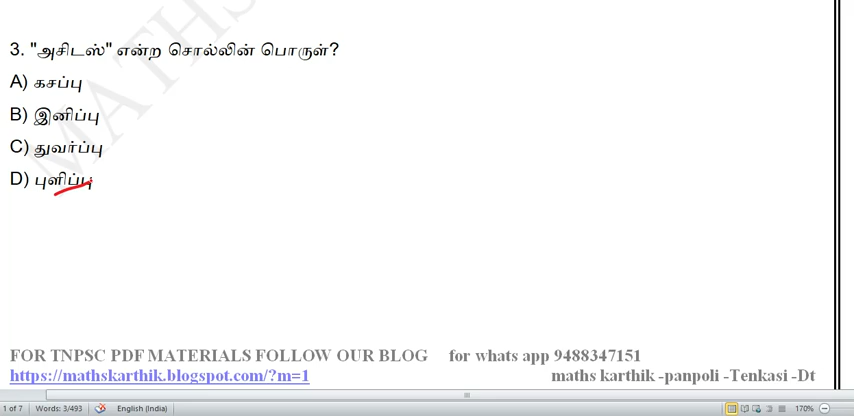 MATHS
3. "அசிடஸ்" என்ற சொல்லின் பொருள்?
A) கசப்பு
B) இனிப்பு
C) துவர்ப்பு
D) புளிப்பு
FOR TNPSC PDF MATERIALS FOLLOW OUR BLOG for whats app 9488347151
https://mathskarthik.blogspot.com/?m=1 maths karthik -panpoli -Tenkasi -Dt
1 of 7 Words: 3/493 English (India) 170%